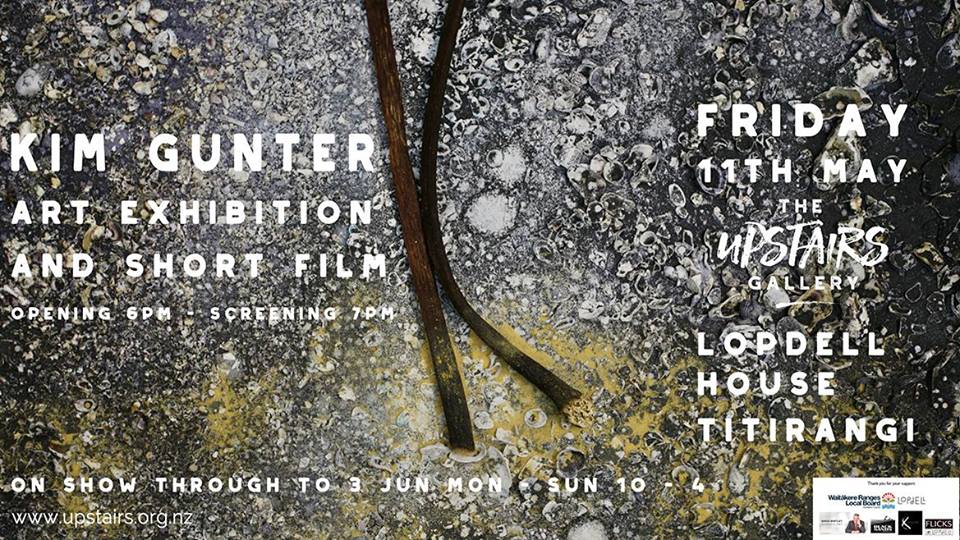 KIM GUNTER
ART EXHIBITION
AND SHORT FILM
OPENING 6PM - SCREENING 7PM
FRIDAY
11TH MAY
THE
UPSTAIRS
GALLERY
LOPDELL
HOUSE
TITIRANGI
ON SHOW THROUGH TO 3 JUN MON - SUN 10 - 4
www.upstairs.org.nz
Thank you for your support
Waitākere Ranges
Local Board
LOPDELL
FLICKS